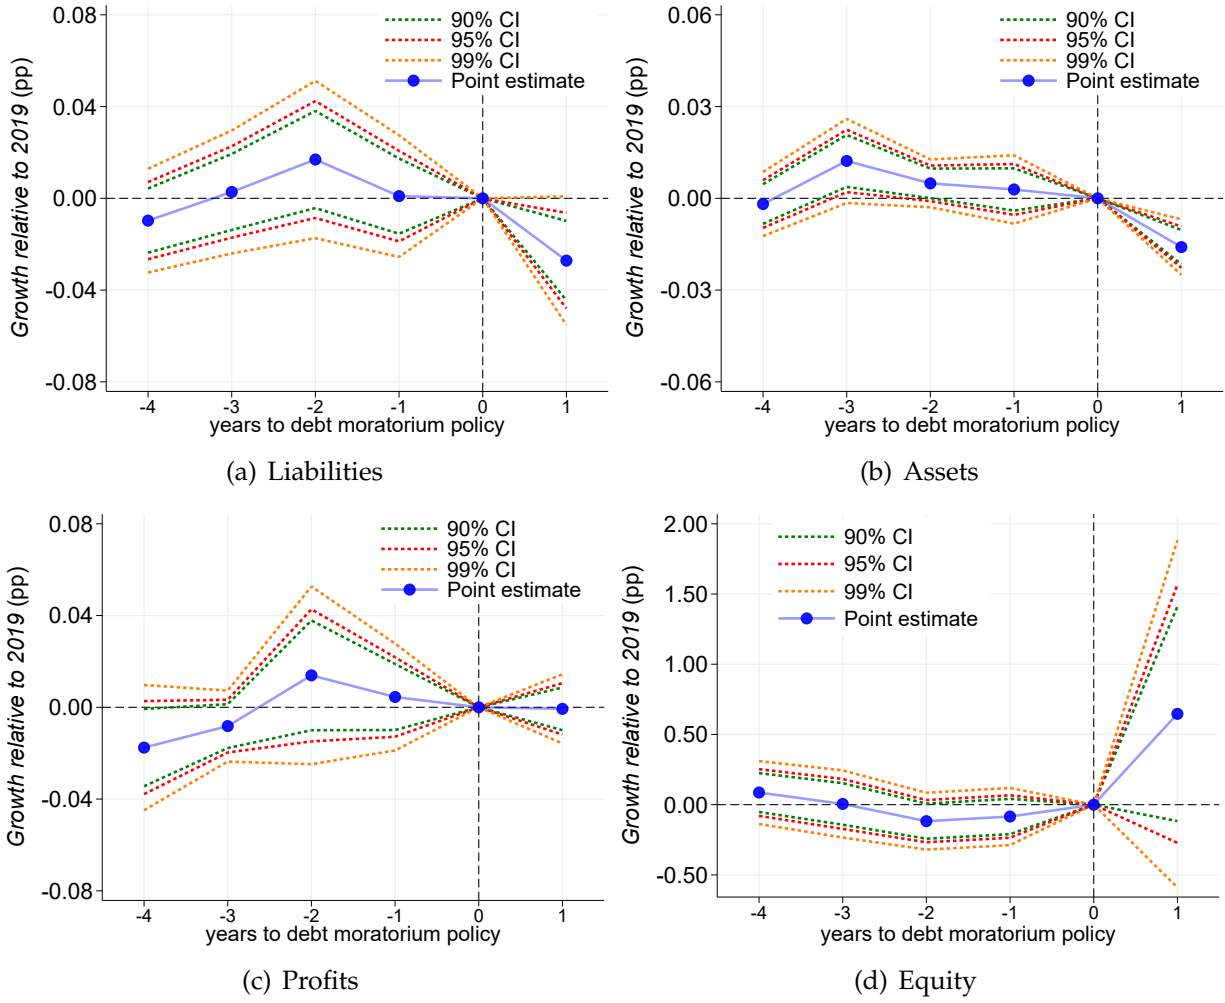 Growth relative to 2019 (pp)
0.08
0.04
0.00
-0.04
-0.08
90% CI
95% CI
99% CI
Point estimate
-4 -3 -2 -1 0 1
years to debt moratorium policy
(a) Liabilities
Growth relative to 2019 (pp)
0.06
0.03
0.00
-0.03
-0.06
90% CI
95% CI
99% CI
Point estimate
-4 -3 -2 -1 0 1
years to debt moratorium policy
(b) Assets
Growth relative to 2019 (pp)
0.08
0.04
0.00
-0.04
-0.08
90% CI
95% CI
99% CI
Point estimate
-4 -3 -2 -1 0 1
years to debt moratorium policy
(c) Profits
Growth relative to 2019 (pp)
2.00
1.50
1.00
0.50
0.00
-0.50
90% CI
95% CI
99% CI
Point estimate
-4 -3 -2 -1 0 1
years to debt moratorium policy
(d) Equity